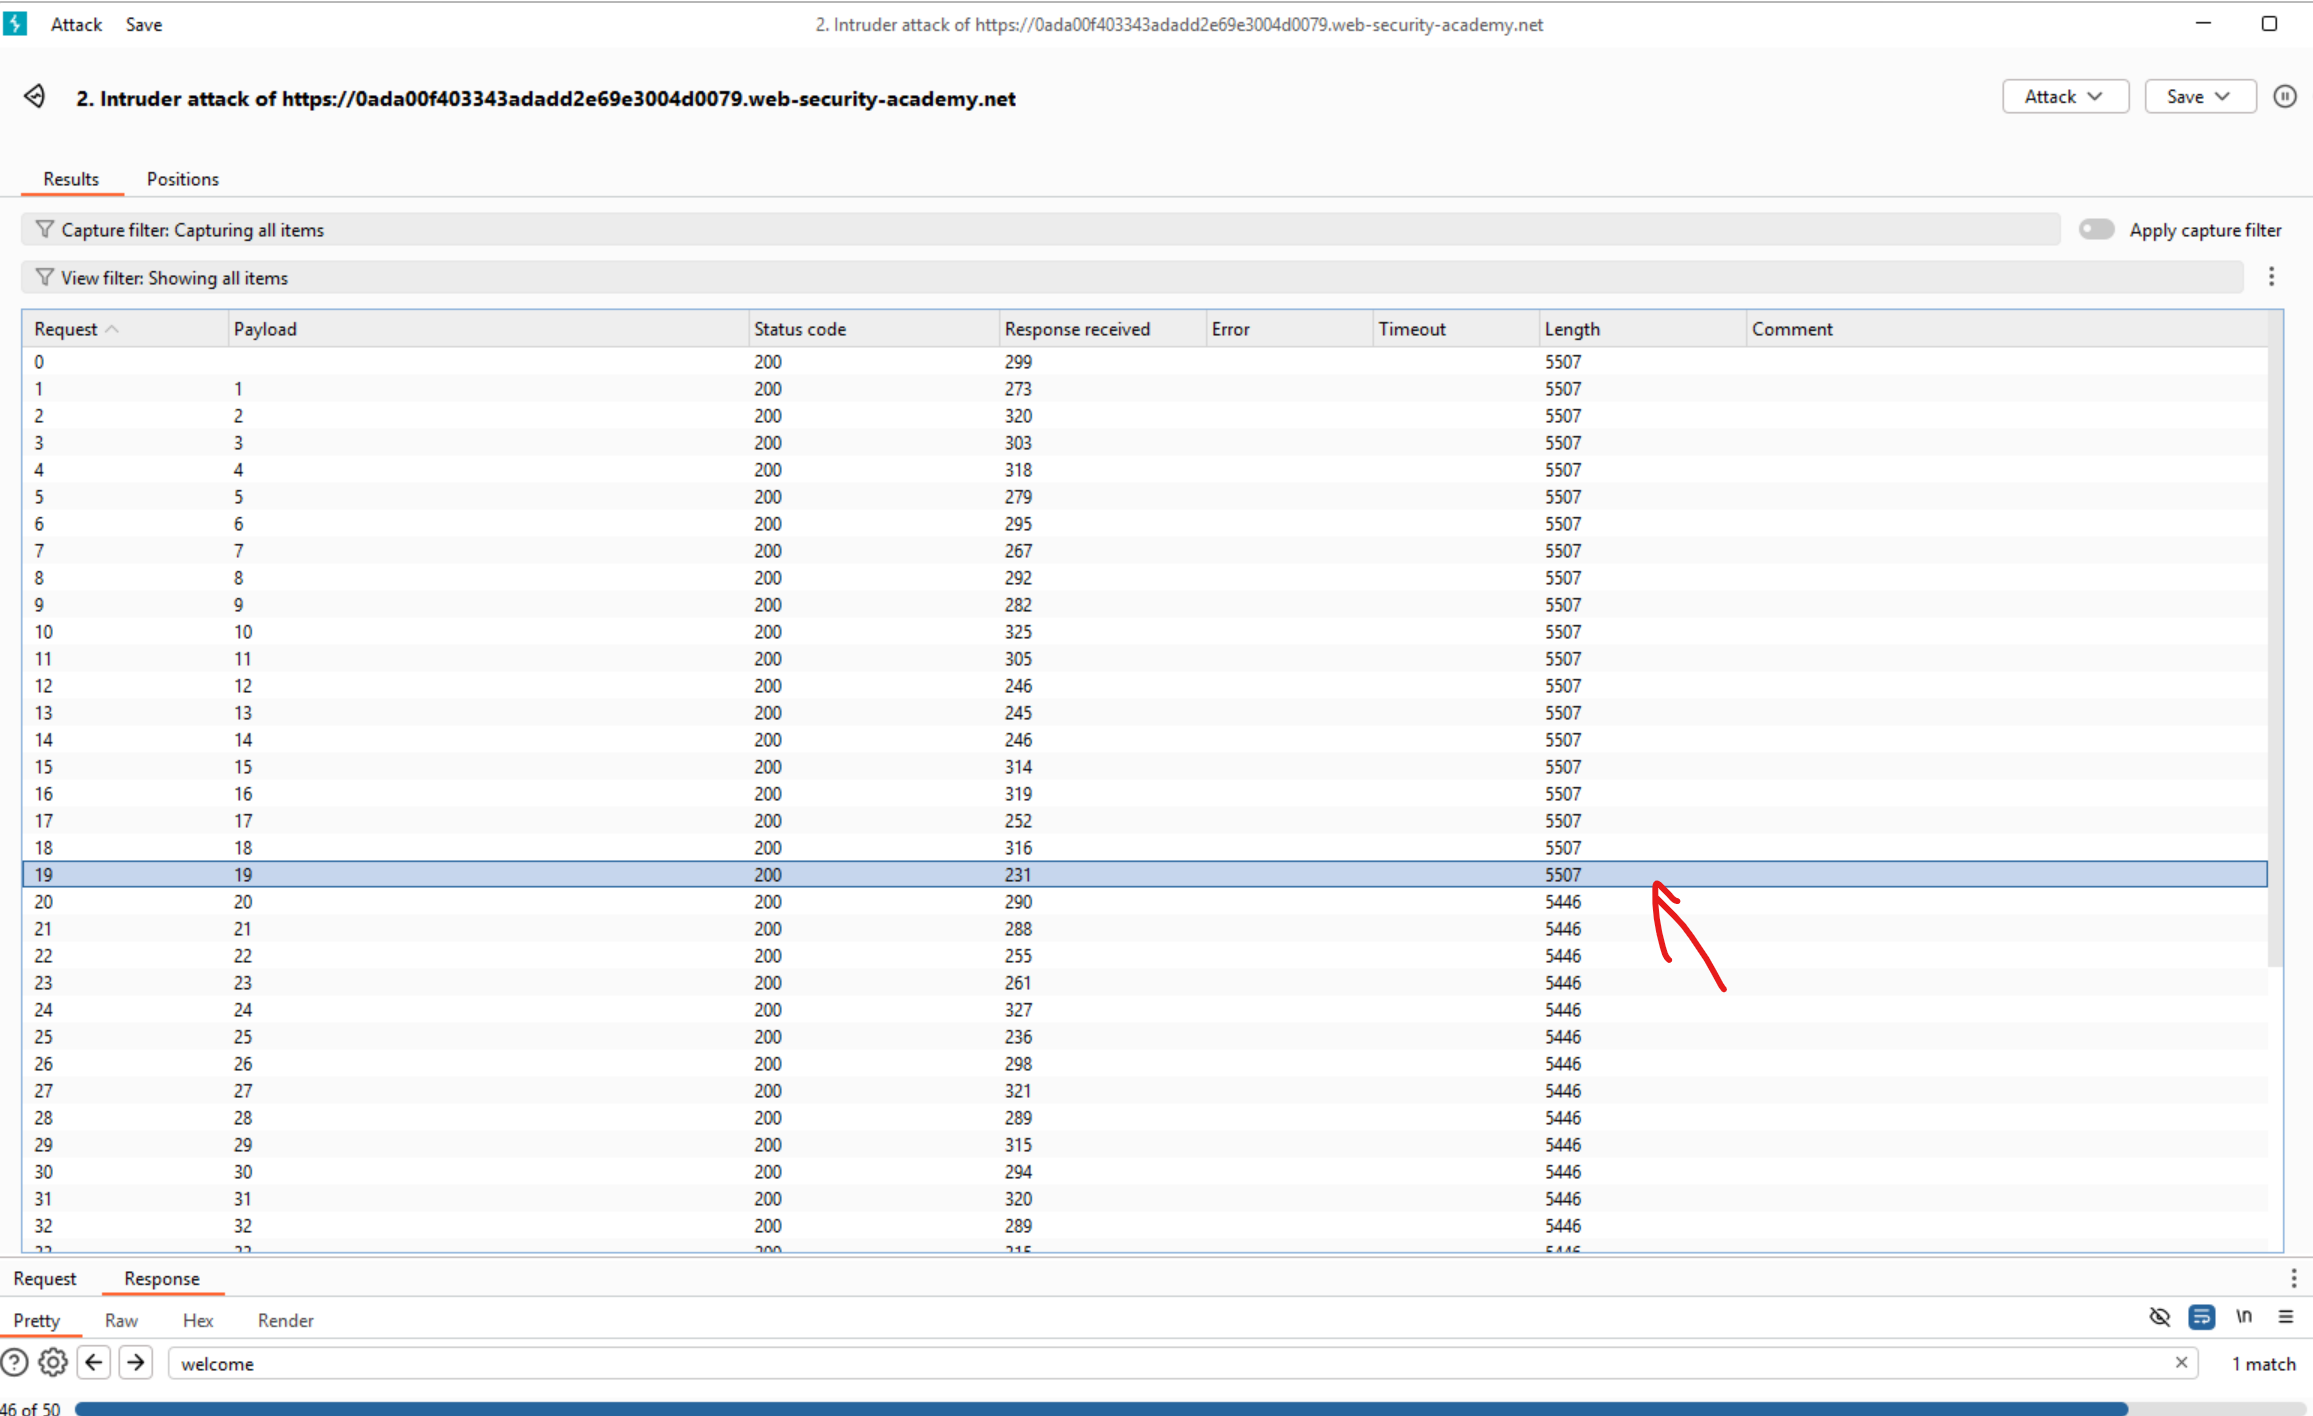 Attack Save 2. Intruder attack of https://0ada00f403343adadd2e69e3004d0079.web-security-academy.net
2. Intruder attack of https://0ada00f403343adadd2e69e3004d0079.web-security-academy.net Attack Save
Results Positions
Capture filter: Capturing all items Apply capture filter
View filter: Showing all items
Request Payload Status code Response received Error Timeout Length Comment
0 200 299 5507
1 1 200 273 5507
2 2 200 320 5507
3 3 200 303 5507
4 4 200 318 5507
5 5 200 279 5507
6 6 200 295 5507
7 7 200 267 5507
8 8 200 292 5507
9 9 200 282 5507
10 10 200 325 5507
11 11 200 305 5507
12 12 200 246 5507
13 13 200 245 5507
14 14 200 246 5507
15 15 200 314 5507
16 16 200 319 5507
17 17 200 252 5507
18 18 200 316 5507
19 19 200 231 5507
20 20 200 290 5446
21 21 200 288 5446
22 22 200 255 5446
23 23 200 261 5446
24 24 200 327 5446
25 25 200 236 5446
26 26 200 298 5446
27 27 200 321 5446
28 28 200 289 5446
29 29 200 315 5446
30 30 200 294 5446
31 31 200 320 5446
32 32 200 289 5446
33 33 200 315 5446
Request Response
Pretty Raw Hex Render \n
welcome 1 match
46 of 50